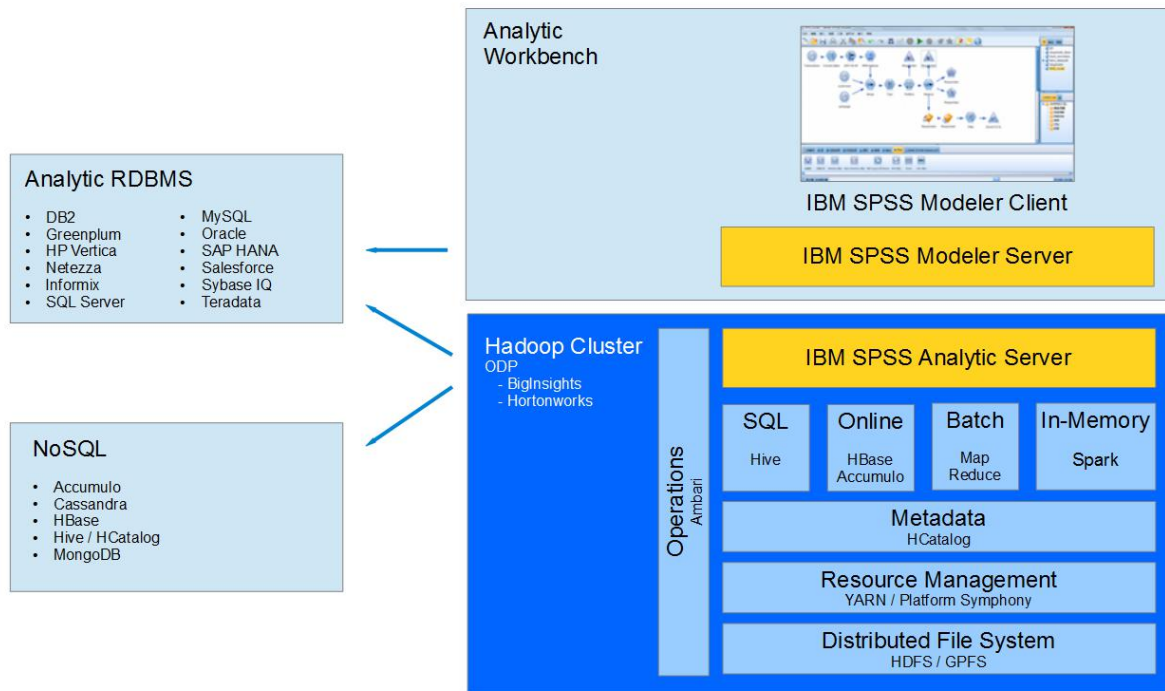 Analytic
Workbench
IBM SPSS Modeler Client
IBM SPSS Modeler Server
Analytic RDBMS
• DB2
• Greenplum
• HP Vertica
• Netezza
• Informix
• SQL Server
• MySQL
• Oracle
• SAP HANA
• Salesforce
• Sybase IQ
• Teradata
NoSQL
• Accumulo
• Cassandra
• HBase
• Hive / HCatalog
• MongoDB
Hadoop Cluster
ODP
- BigInsights
- Hortonworks
Operations
Ambari
IBM SPSS Analytic Server
SQL
Hive
Online
HBase
Accumulo
Batch
Map
Reduce
In-Memory
Spark
Metadata
HCatalog
Resource Management
YARN / Platform Symphony
Distributed File System
HDFS / GPFS